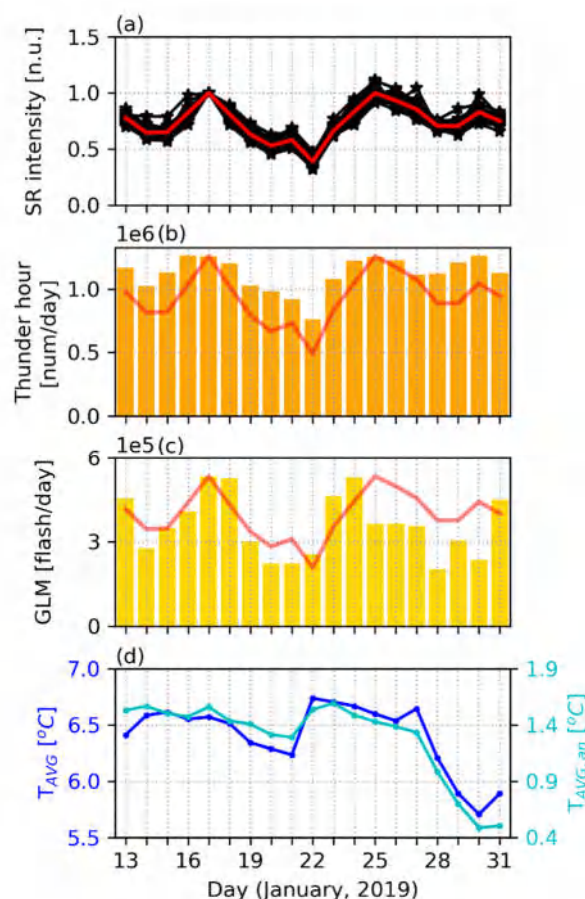 (a)
SR intensity [n.u.]
1.5
1.0
0.5
0.0
1e6 (b)
Thunder hour
[num/day]
1.0
0.5
0.0
1e5 (c)
GLM [flash/day]
6
3
0
(d)
T_AVG [°C]
7.0
6.5
6.0
5.5
1.9
1.4
0.9
0.4
T_AVG_an [°C]
13 16 19 22 25 28 31
Day (January, 2019)